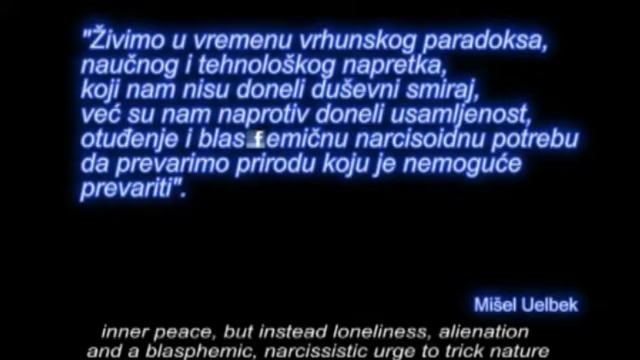 "Živimo u vremenu vrhunskog paradoksa,
naučnog i tehnološkog napretka,
koji nam nisu doneli duševni smiraj,
već su nam naprotiv doneli usamljenost,
otuđenje i blasfemičnu narcisoidnu potrebu
da prevarimo prirodu koju je nemoguće
prevariti".
Mišel Uelbek
inner peace, but instead loneliness, alienation
and a blasphemic, narcissistic urge to trick nature